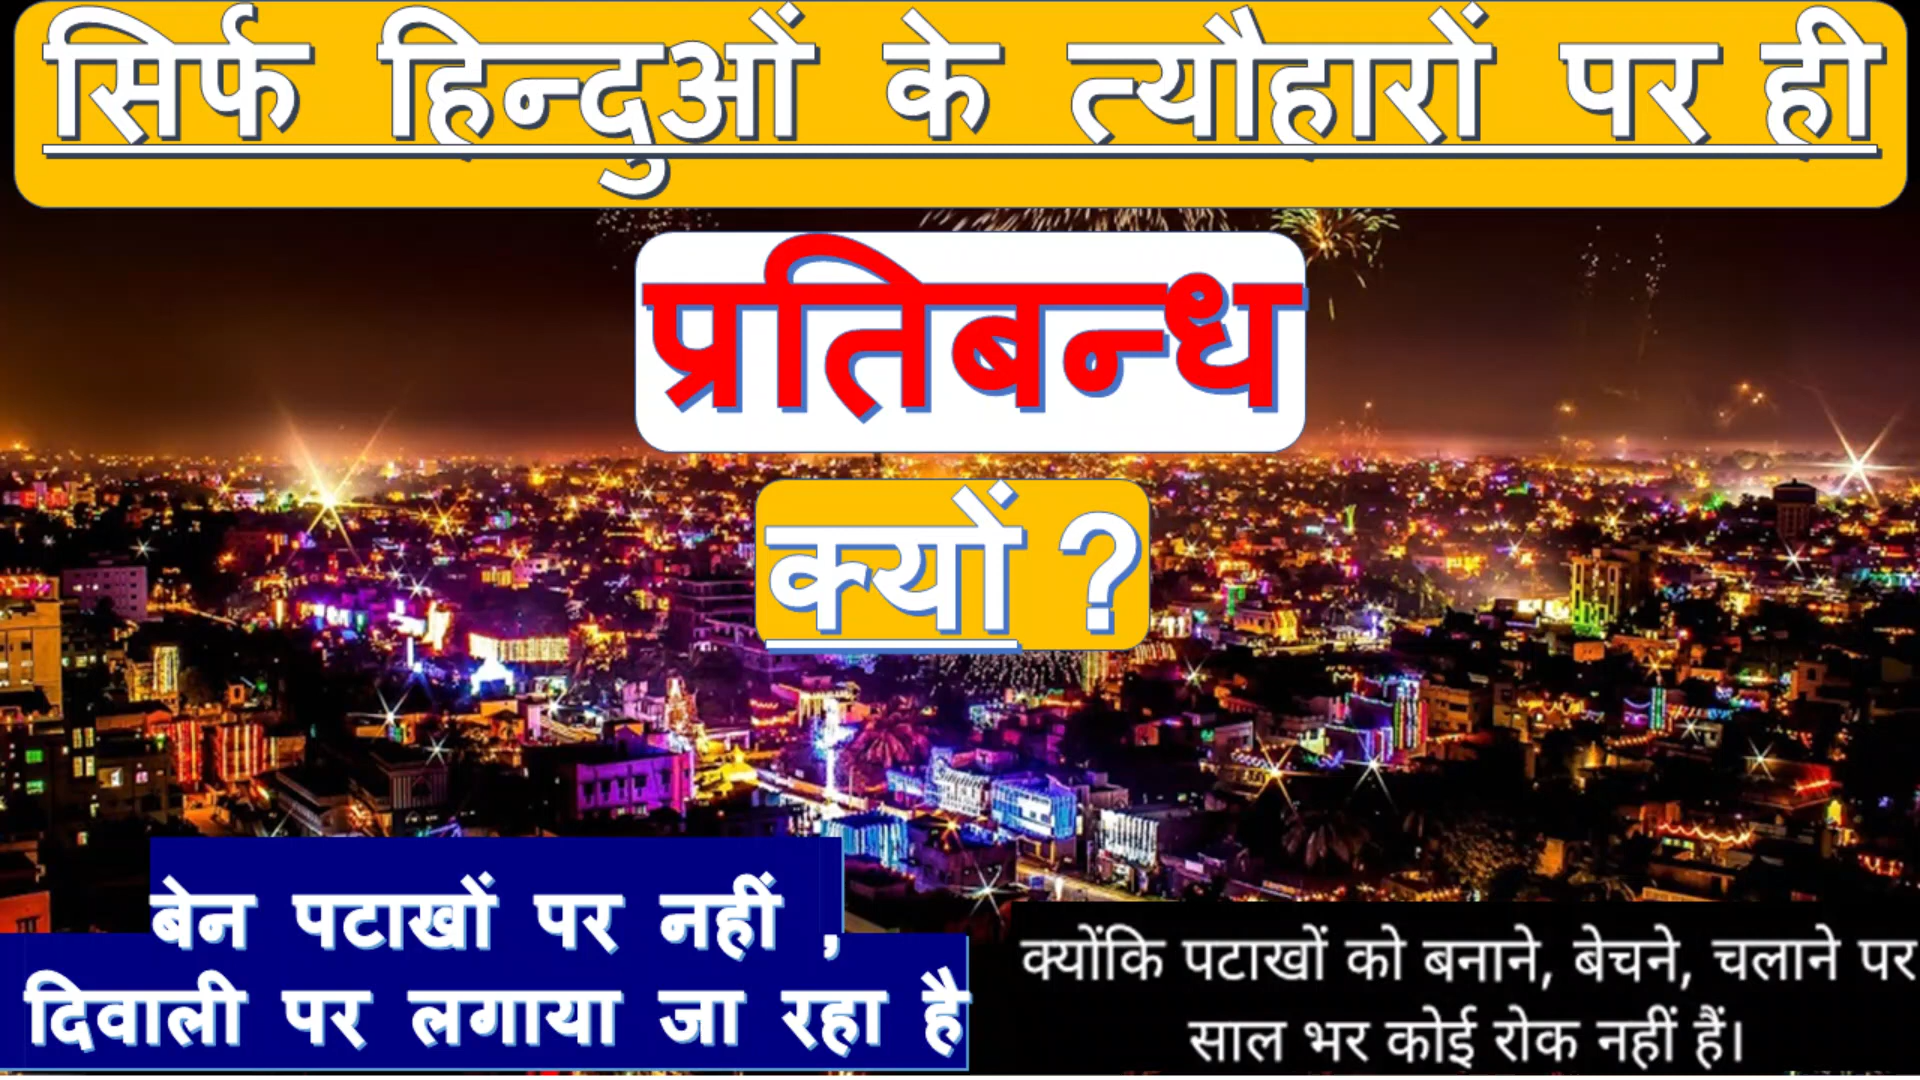 सिर्फ हिन्दुओं के त्यौहारों पर ही
प्रतिबन्ध
क्यों ?
बेन पटाखों पर नहीं ,
दिवाली पर लगाया जा रहा है
क्योंकि पटाखों को बनाने, बेचने, चलाने पर
साल भर कोई रोक नहीं हैं।